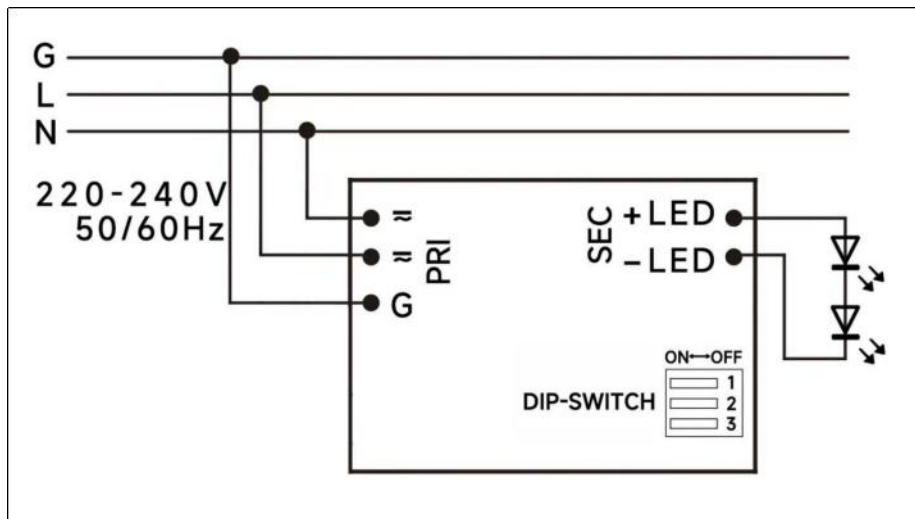 G
L
N
220-240V
50/60Hz
≂
≂
G
PRI
SEC
+LED
-LED
ON↔OFF
DIP-SWITCH
1
2
3